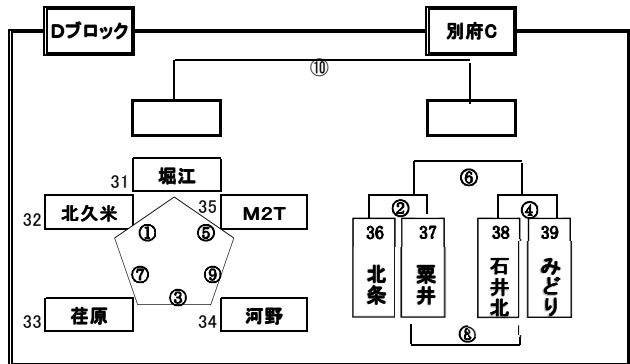 Dブロック
別府C
⑩
31 堀江
32 北久米
35 M2T
① ⑤
⑦ ⑨
③
33 荏原
34 河野
⑥
② ④
36 北条
37 粟井
38 石井北
39 みどり
⑧